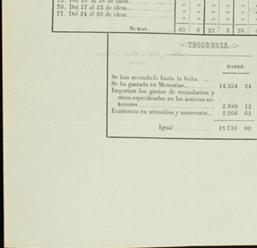 76. Del 17 al 23 de idem
77. Del 24 al 30 de idem
SUMAS 65 6 22 3 26
TESORERIA.
HABER.
Se han recaudado hasta la fecha
Se ha gastado en Memorias 14.354 24
Importan los gastos de recaudacion y
otros especificados en las noticias an-
teriores 2.089 12
Existencia en utensilios y numerario 2.266 64
Igual 18.710 00